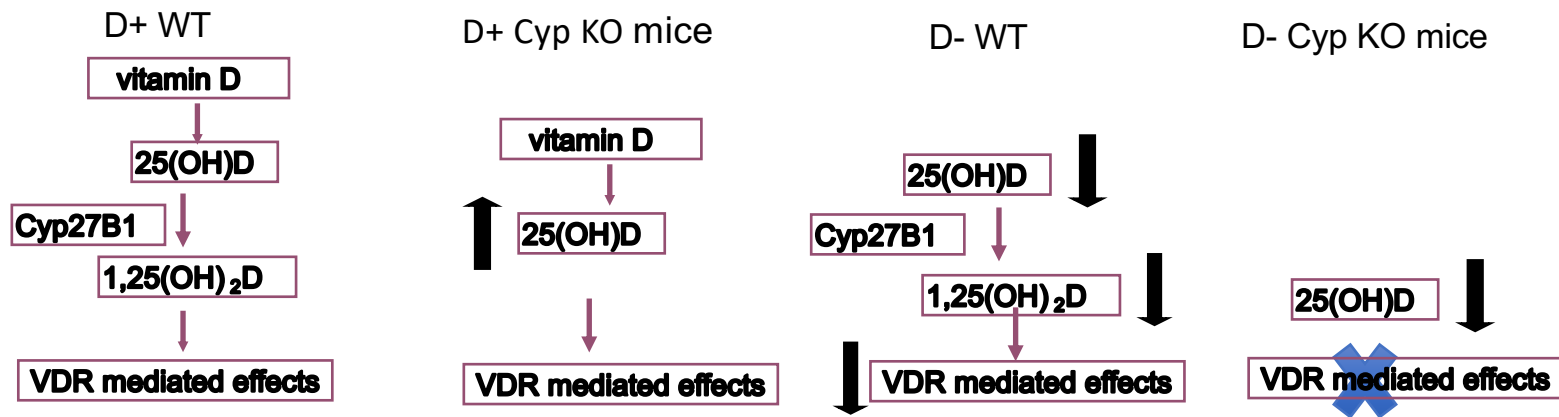 D+ WT
vitamin D
25(OH)D
Cyp27B1
1,25(OH)₂D
VDR mediated effects
D+ Cyp KO mice
vitamin D
25(OH)D
VDR mediated effects
D- WT
25(OH)D
Cyp27B1
1,25(OH)₂D
VDR mediated effects
D- Cyp KO mice
25(OH)D
VDR mediated effects